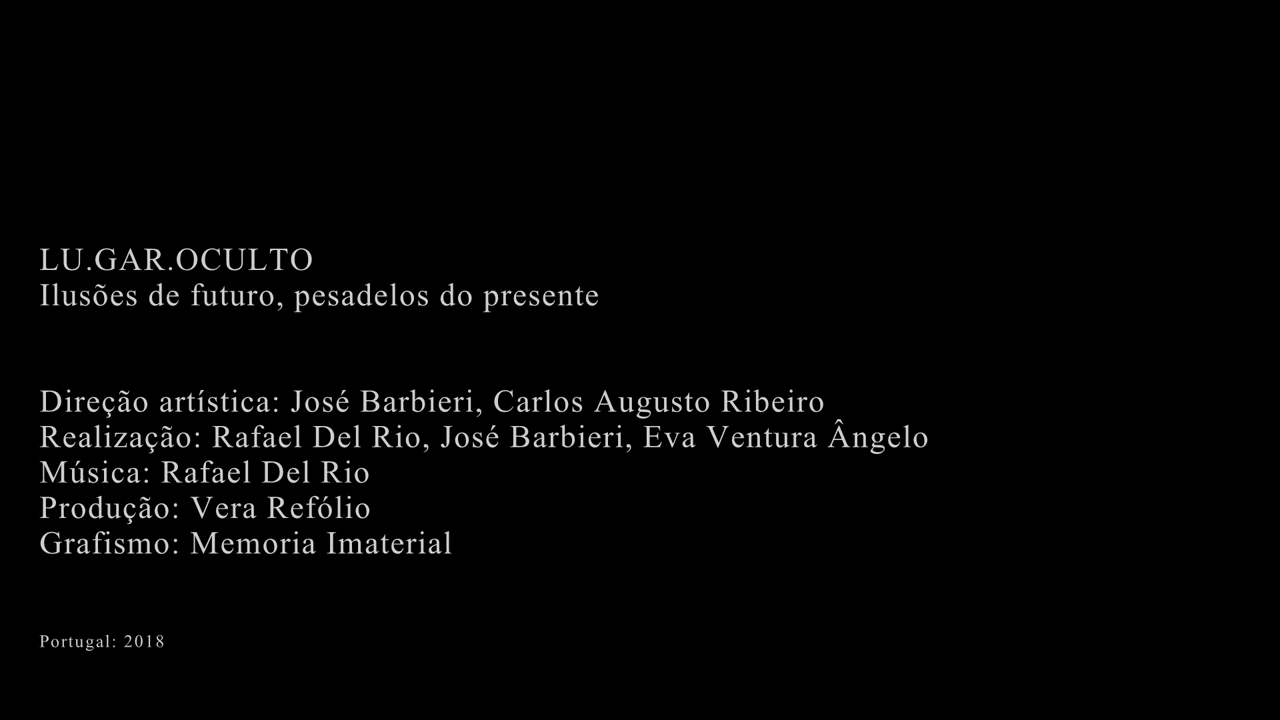 LU.GAR.OCULTO
Ilusões de futuro, pesadelos do presente
Direção artística: José Barbieri, Carlos Augusto Ribeiro
Realização: Rafael Del Rio, José Barbieri, Eva Ventura Ângelo
Música: Rafael Del Rio
Produção: Vera Refólio
Grafismo: Memoria Imaterial
Portugal: 2018